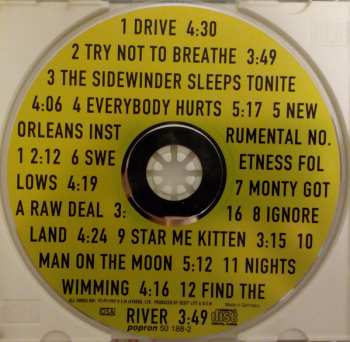 1 DRIVE 4:30
2 TRY NOT TO BREATHE 3:49
3 THE SIDEWINDER SLEEPS TONITE
4:06 4 EVERYBODY HURTS 5:17 5 NEW
ORLEANS INST RUMENTAL NO.
1 2:12 6 SWE ETNESS FOL
LOWS 4:19 7 MONTY GOT
A RAW DEAL 3: 16 8 IGNORE
LAND 4:24 9 STAR ME KITTEN 3:15 10
MAN ON THE MOON 5:12 11 NIGHTS
WIMMING 4:16 12 FIND THE
RIVER 3:49
popron 50 188-2